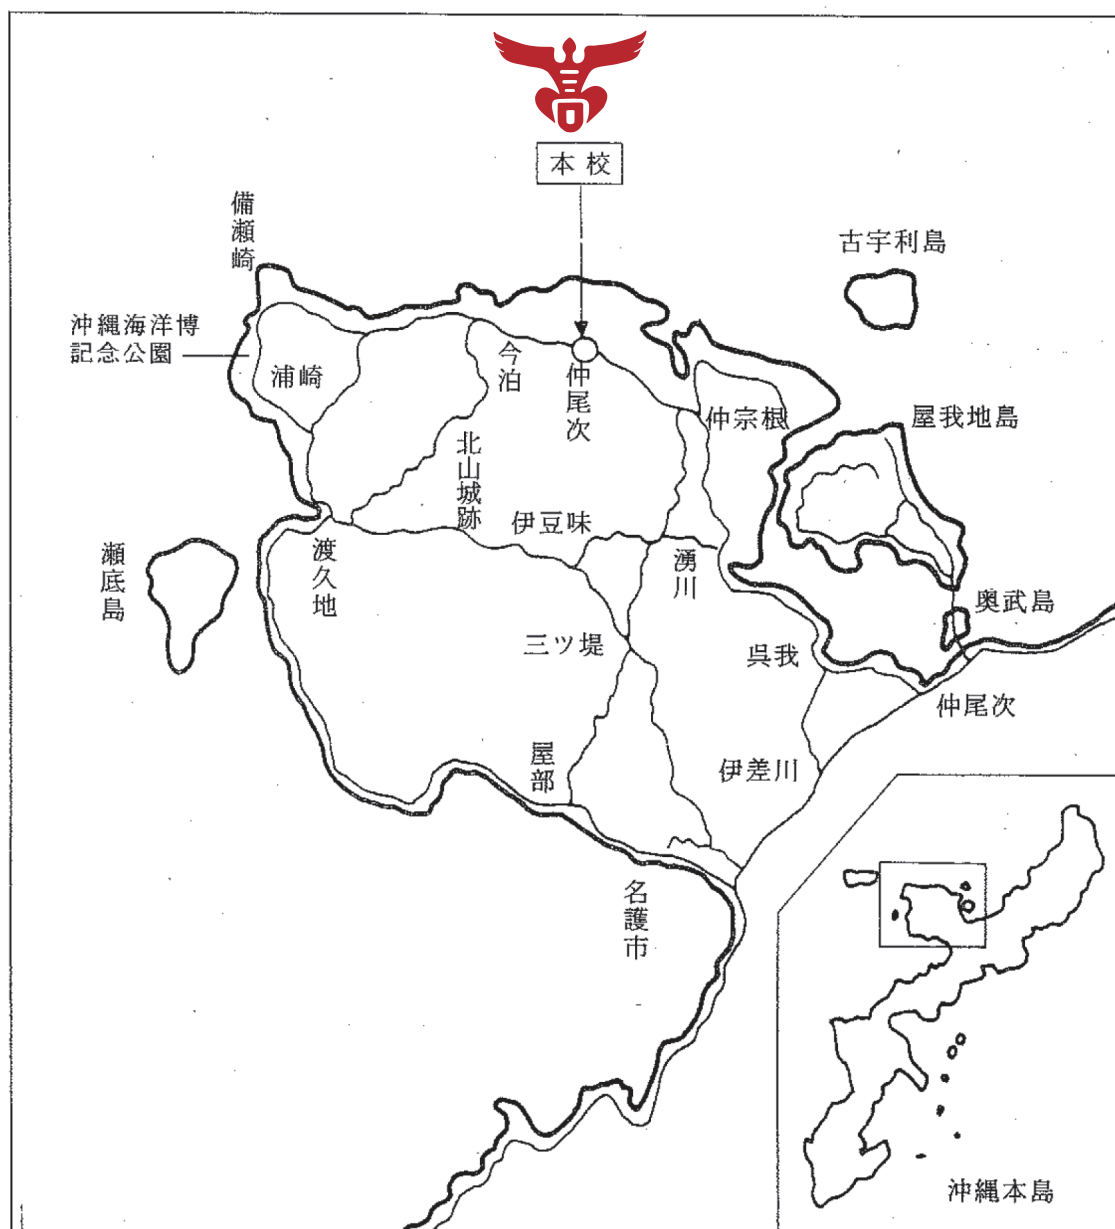 本校
備瀬崎
古宇利島
沖縄海洋博
記念公園
浦崎
今泊
仲尾次
仲宗根
屋我地島
北山城跡
伊豆味
瀬底島
渡久地
湧川
奥武島
三ツ堤
呉我
仲尾次
屋部
伊差川
名護市
沖縄本島